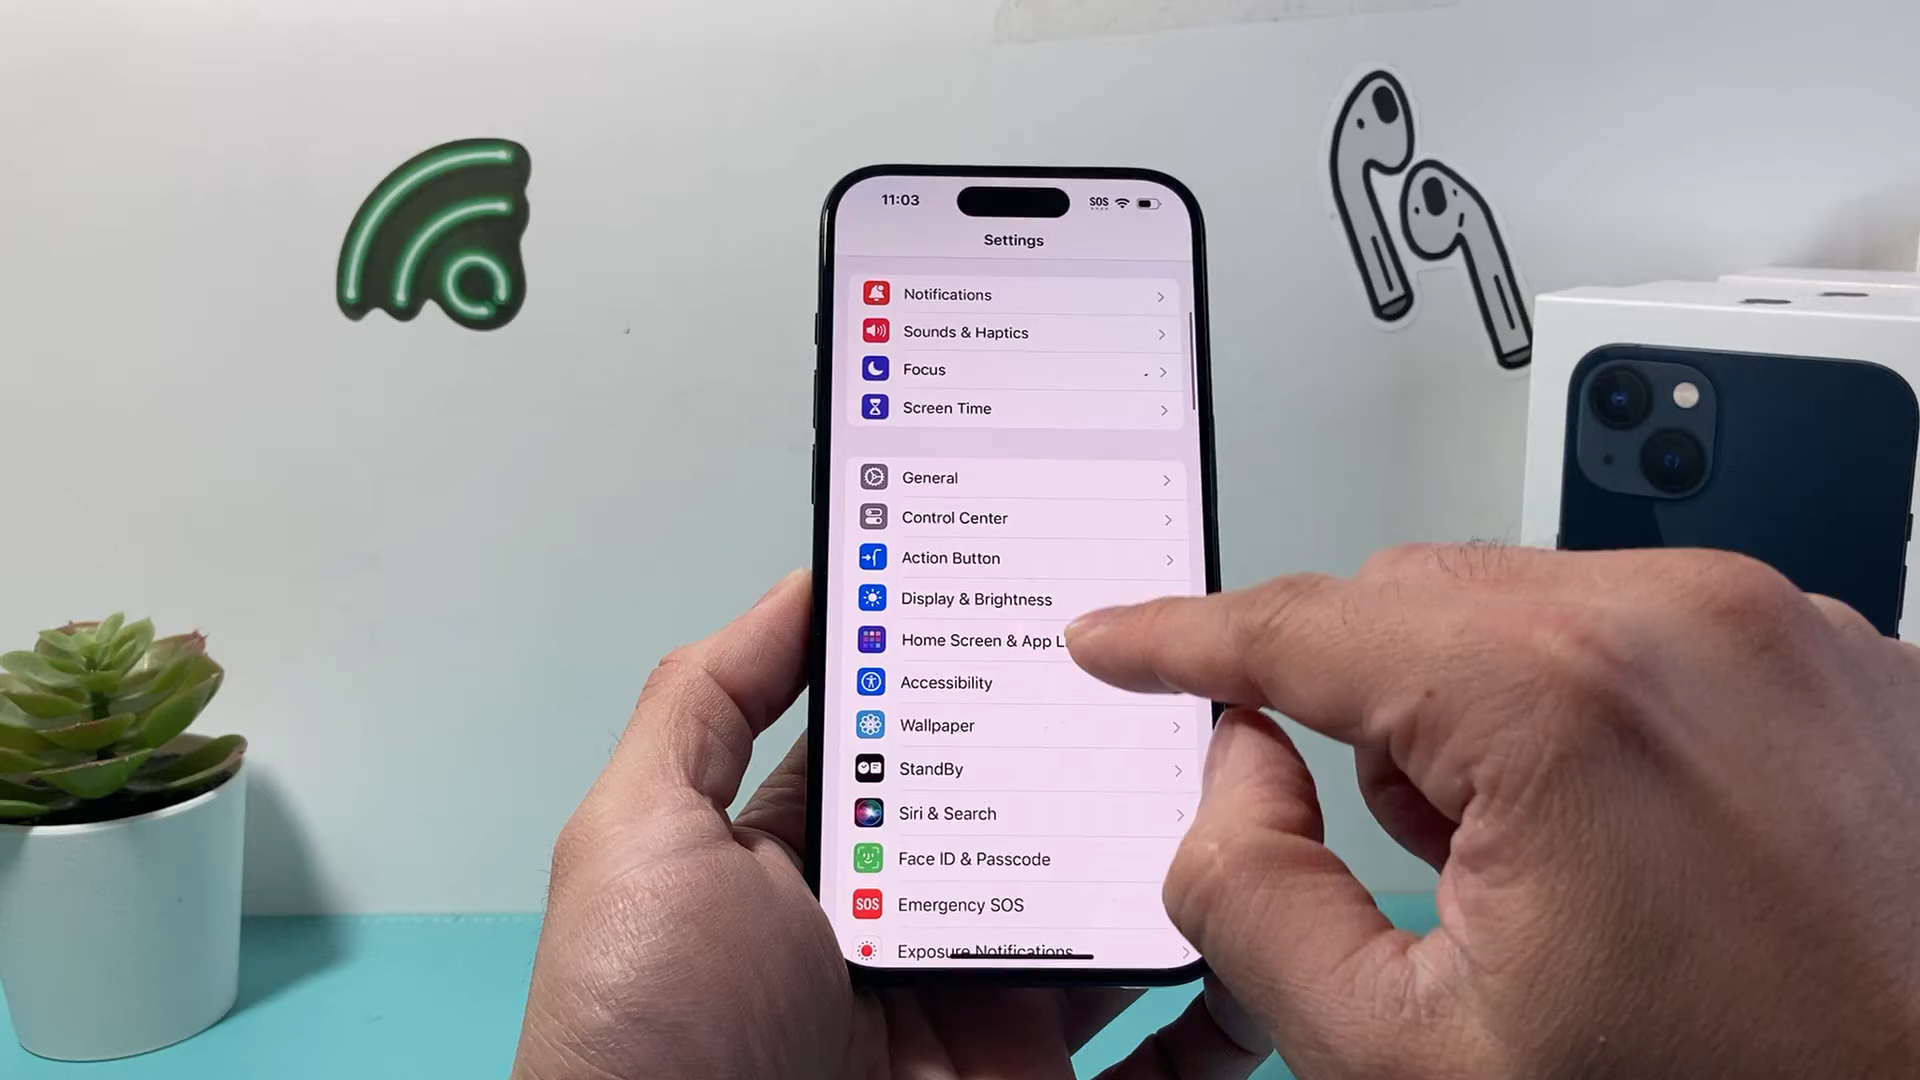 11:03
SOS
Settings
Notifications
Sounds & Haptics
Focus
Screen Time
General
Control Center
Action Button
Display & Brightness
Home Screen & App L
Accessibility
Wallpaper
StandBy
Siri & Search
Face ID & Passcode
SOS Emergency SOS
Exposure Notifications